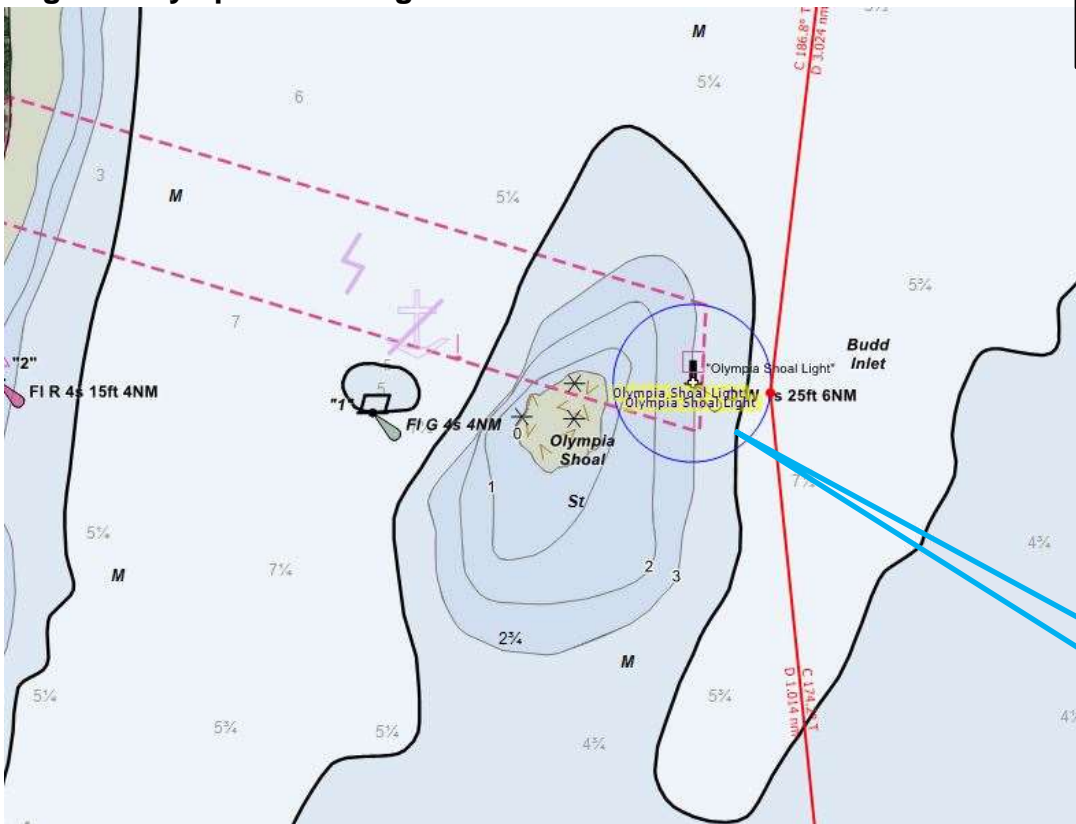 M
C 186.8° T
D 3.024 nm
5¼
6
3
M
5¼
5¾
7
Budd
Inlet
"2"
"Olympia Shoal Light"
Fl R 4s 15ft 4NM
5
Olympia Shoal Light
s 25ft 6NM
"1"
Olympia Shoal Light
Fl G 4s 4NM
0
Olympia
Shoal
1
St
5¼
4¾
M
7¼
2
3
2¾
M
5¼
5¾
C 174.2° T
D 1.014 nm
5¾
5¼
4¾